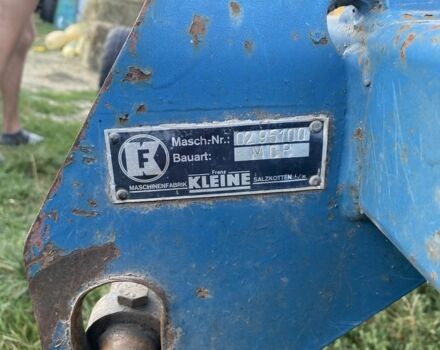 FK
Masch.-Nr.: 02 95100
Bauart: MCP
Franz
MASCHINENFABRIK KLEINE SALZKOTTEN i/W.